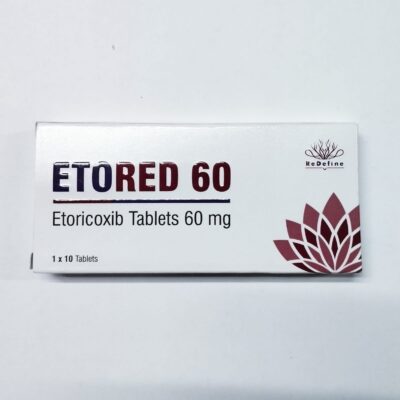 ReDefine
ETORED 60
Etoricoxib Tablets 60 mg
1 x 10 Tablets